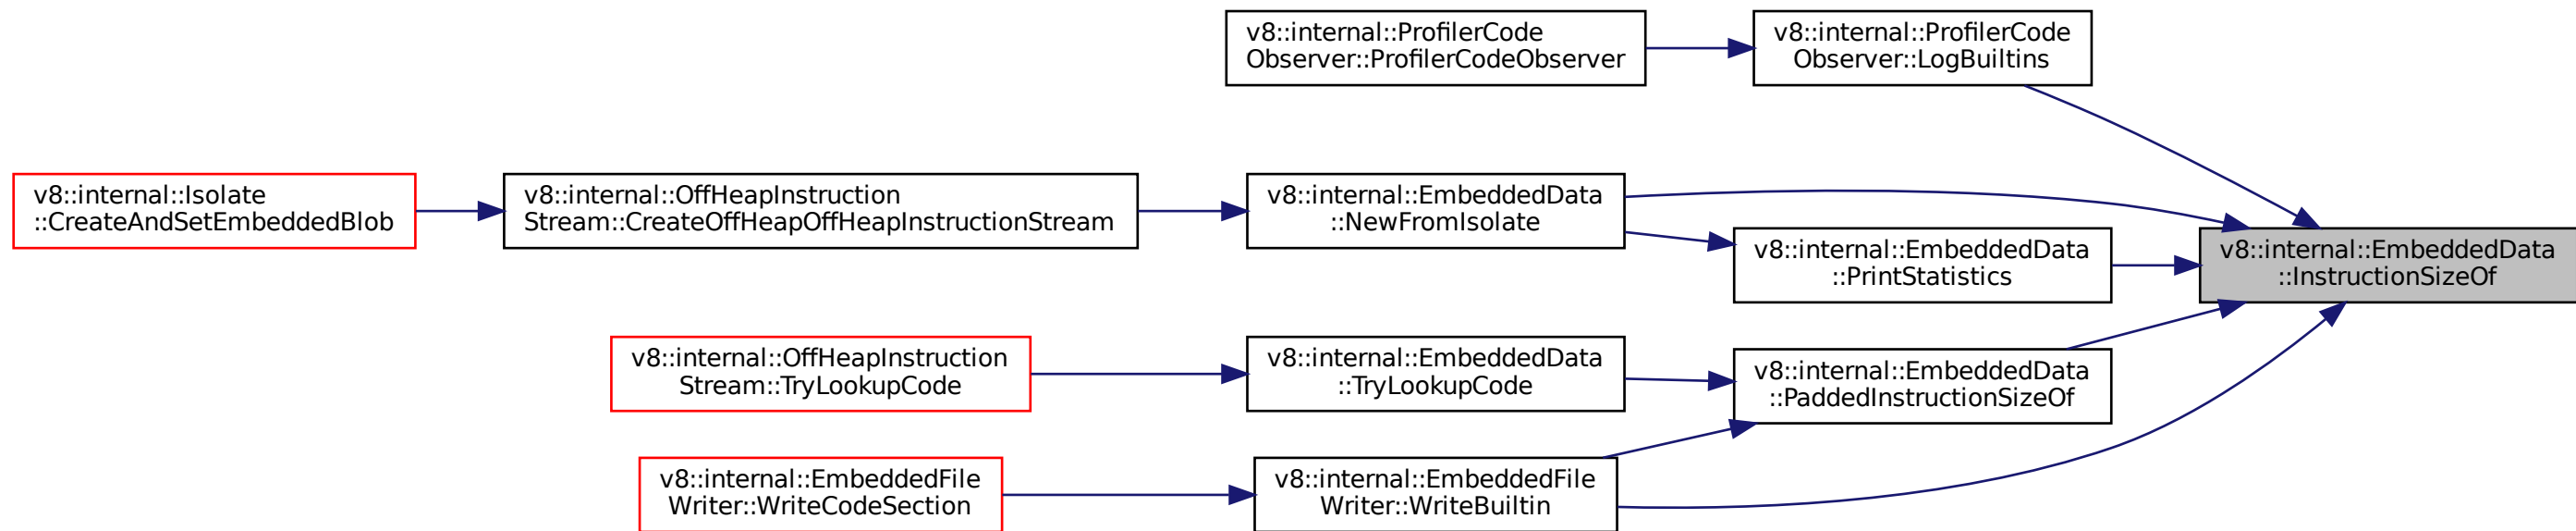 v8::internal::ProfilerCode
Observer::ProfilerCodeObserver
v8::internal::ProfilerCode
Observer::LogBuiltins
v8::internal::Isolate
::CreateAndSetEmbeddedBlob
v8::internal::OffHeapInstruction
Stream::CreateOffHeapOffHeapInstructionStream
v8::internal::EmbeddedData
::NewFromIsolate
v8::internal::EmbeddedData
::PrintStatistics
v8::internal::EmbeddedData
::InstructionSizeOf
v8::internal::OffHeapInstruction
Stream::TryLookupCode
v8::internal::EmbeddedData
::TryLookupCode
v8::internal::EmbeddedData
::PaddedInstructionSizeOf
v8::internal::EmbeddedFile
Writer::WriteCodeSection
v8::internal::EmbeddedFile
Writer::WriteBuiltin